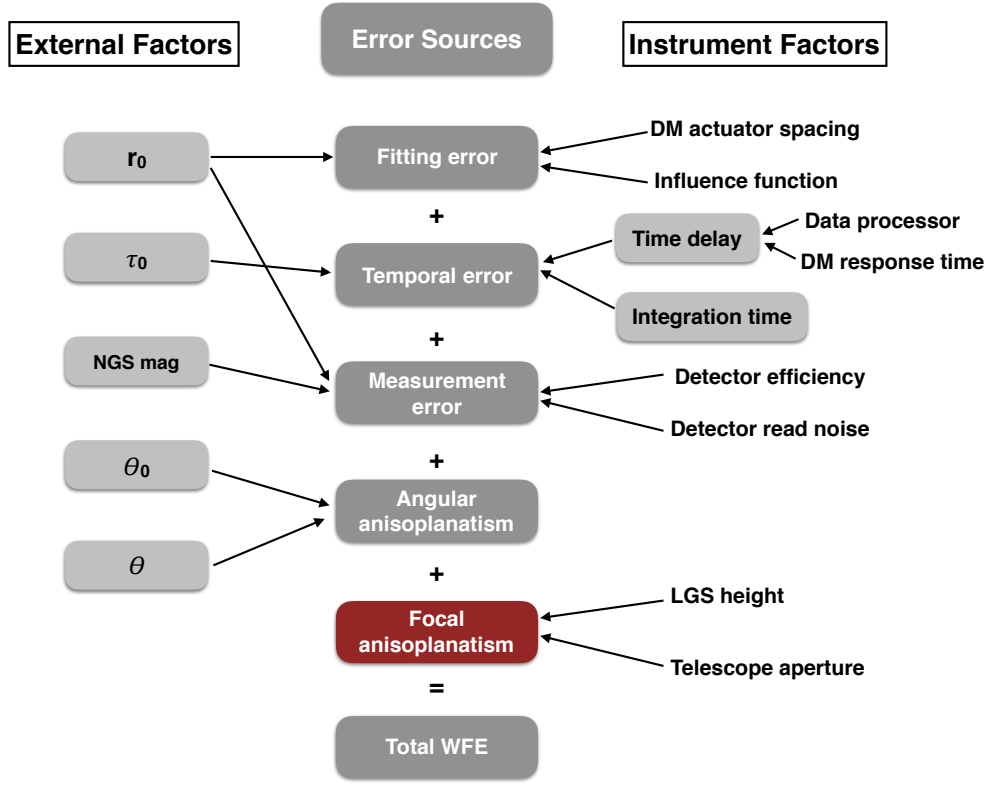 External Factors
Error Sources
Instrument Factors
r₀
Fitting error
DM actuator spacing
Influence function
+
τ₀
Temporal error
Time delay
Data processor
DM response time
Integration time
+
NGS mag
Measurement
error
Detector efficiency
Detector read noise
+
θ₀
Angular
anisoplanatism
θ
+
Focal
anisoplanatism
LGS height
Telescope aperture
=
Total WFE